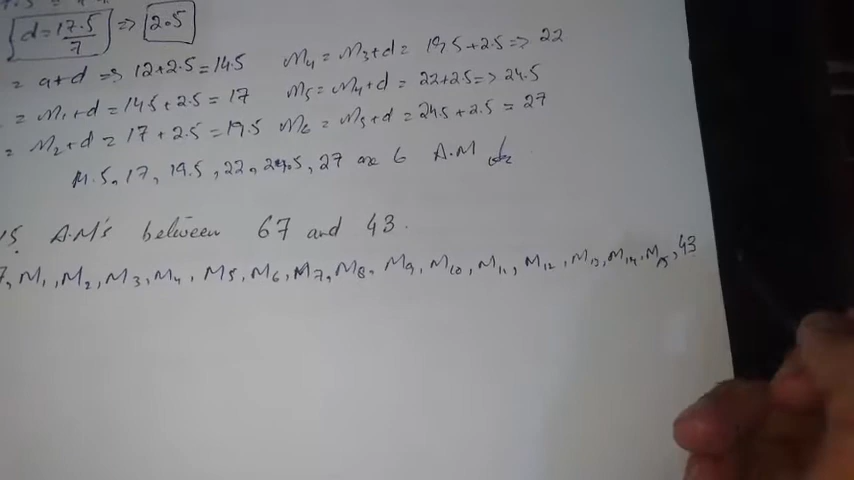 d = 17.5/7 => 2.5
= a+d => 12+2.5 = 14.5 M4 = M3+d = 19.5+2.5 => 22
= M1+d = 14.5+2.5 = 17 M5 = M4+d = 22+2.5 => 24.5
= M2+d = 17+2.5 = 19.5 M6 = M5+d = 24.5+2.5 = 27
14.5, 17, 19.5, 22, 24.5, 27 are 6 A.M
15 A.M's between 67 and 43.
7, M1, M2, M3, M4, M5, M6, M7, M8, M9, M10, M11, M12, M13, M14, M15, 43